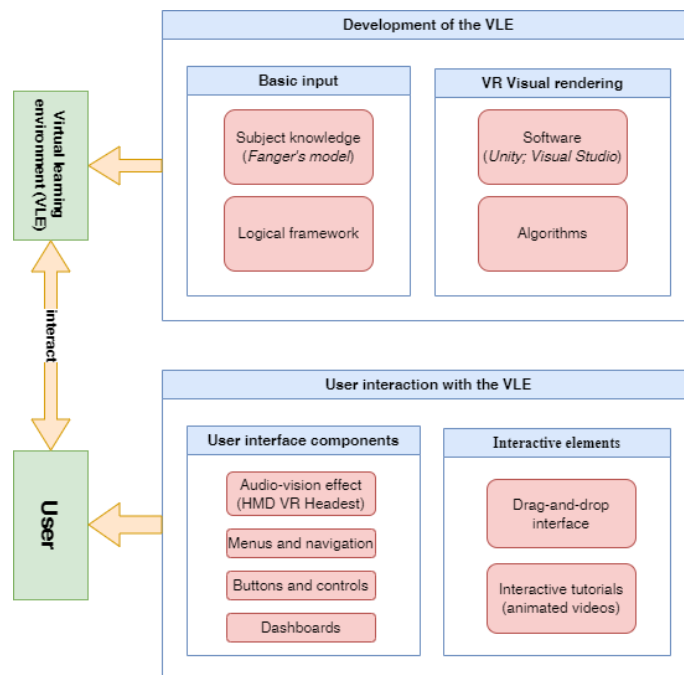 Development of the VLE
Basic input
VR Visual rendering
Subject knowledge
(Fanger's model)
Software
(Unity; Visual Studio)
Logical framework
Algorithms
Virtual learning
environment (VLE)
interact
User interaction with the VLE
User interface components
Interactive elements
Audio-vision effect
(HMD VR Headest)
Menus and navigation
Buttons and controls
Dashboards
Drag-and-drop
interface
Interactive tutorials
(animated videos)
User